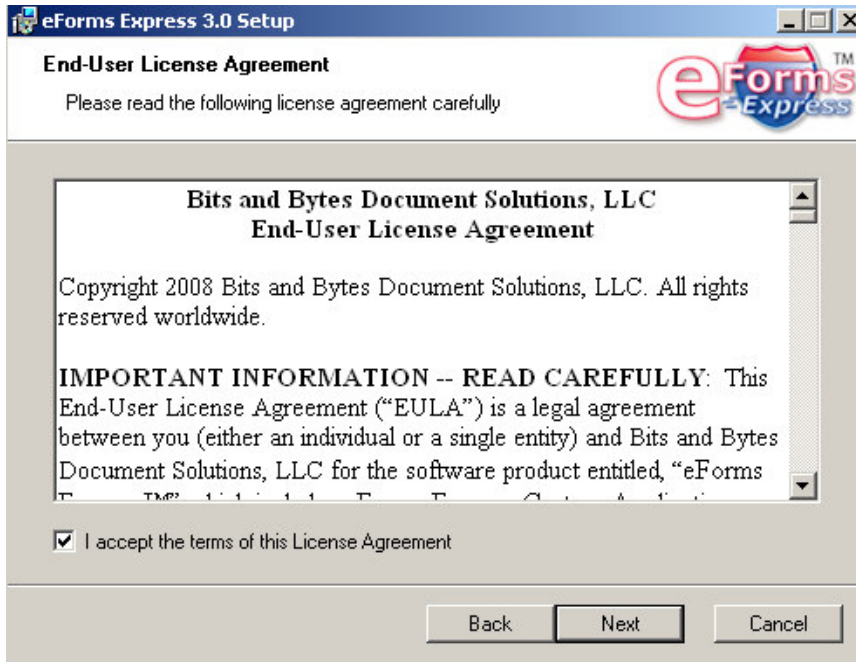 eForms Express 3.0 Setup
End-User License Agreement
Please read the following license agreement carefully
eForms Express TM
Bits and Bytes Document Solutions, LLC
End-User License Agreement
Copyright 2008 Bits and Bytes Document Solutions, LLC. All rights
reserved worldwide.
IMPORTANT INFORMATION -- READ CAREFULLY: This
End-User License Agreement (“EULA”) is a legal agreement
between you (either an individual or a single entity) and Bits and Bytes
Document Solutions, LLC for the software product entitled, “eForms
I accept the terms of this License Agreement
Back
Next
Cancel